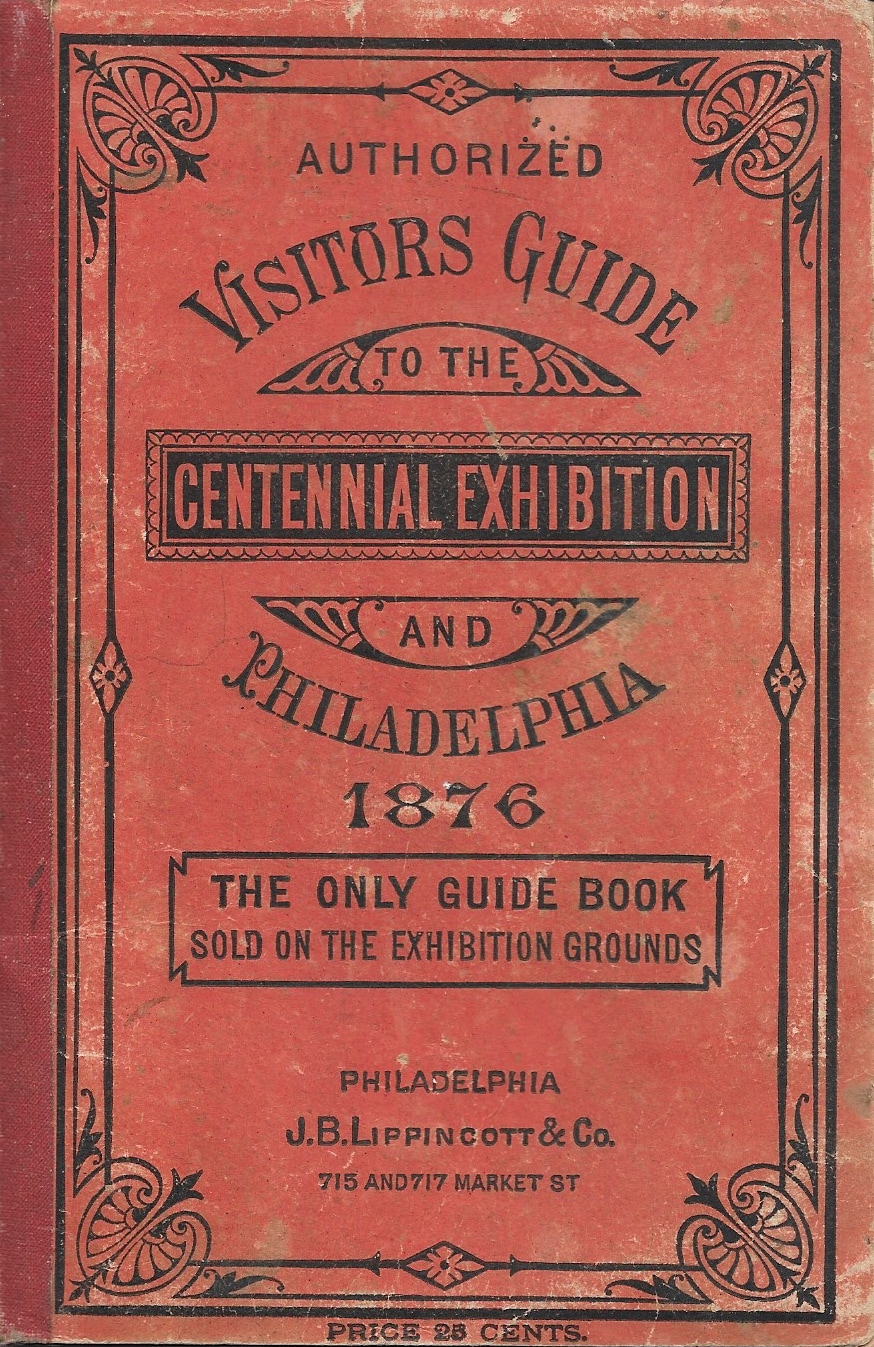 AUTHORIZED
VISITORS GUIDE
TO THE
CENTENNIAL EXHIBITION
AND
PHILADELPHIA
1876
THE ONLY GUIDE BOOK
SOLD ON THE EXHIBITION GROUNDS
PHILADELPHIA
J.B. LIPPINCOTT & Co.
715 AND 717 MARKET ST
PRICE 25 CENTS.